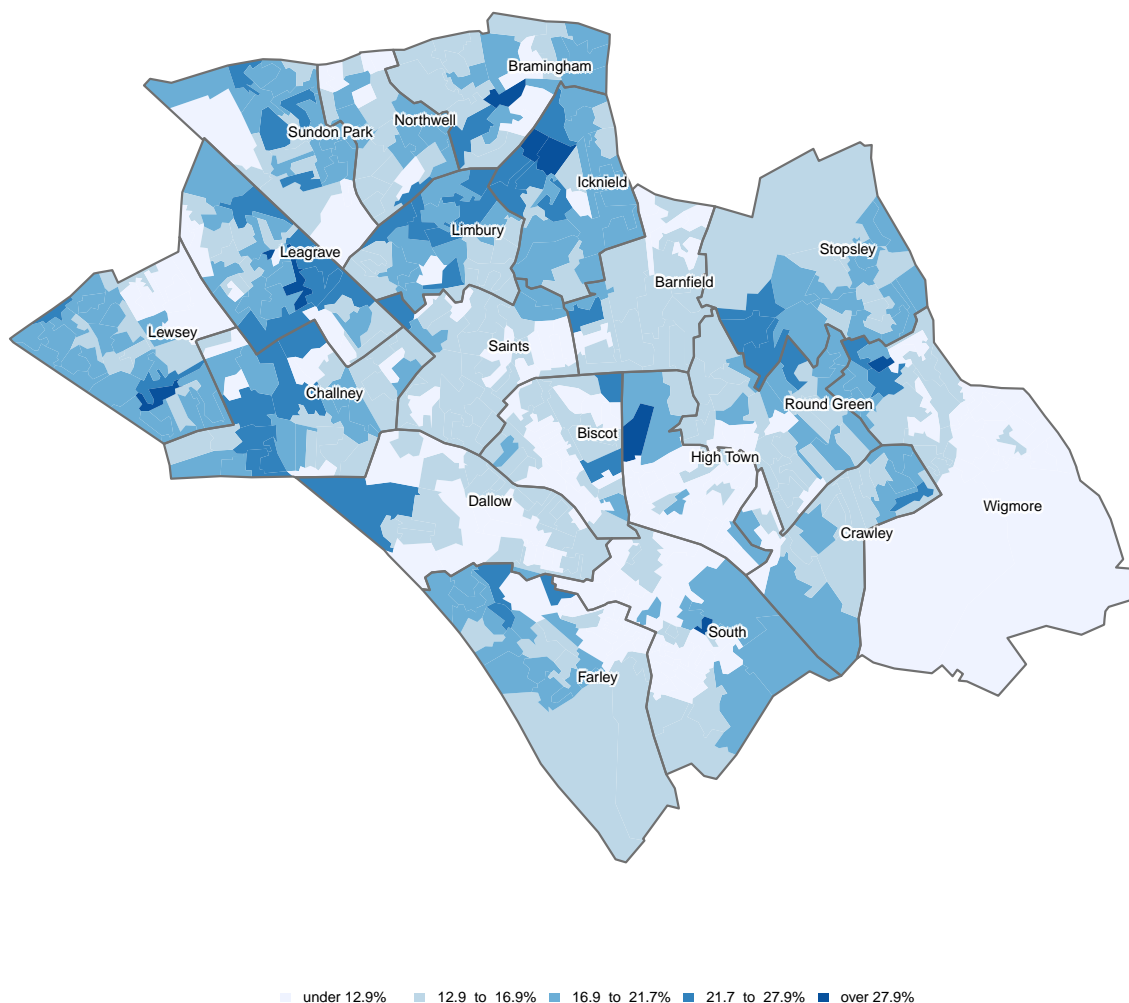 Bramingham
Northwell
Sundon Park
Icknield
Limbury
Stopsley
Leagrave
Barnfield
Lewsey
Saints
Challney
Round Green
Biscot
High Town
Dallow
Wigmore
Crawley
South
Farley
under 12.9% 12.9 to 16.9% 16.9 to 21.7% 21.7 to 27.9% over 27.9%